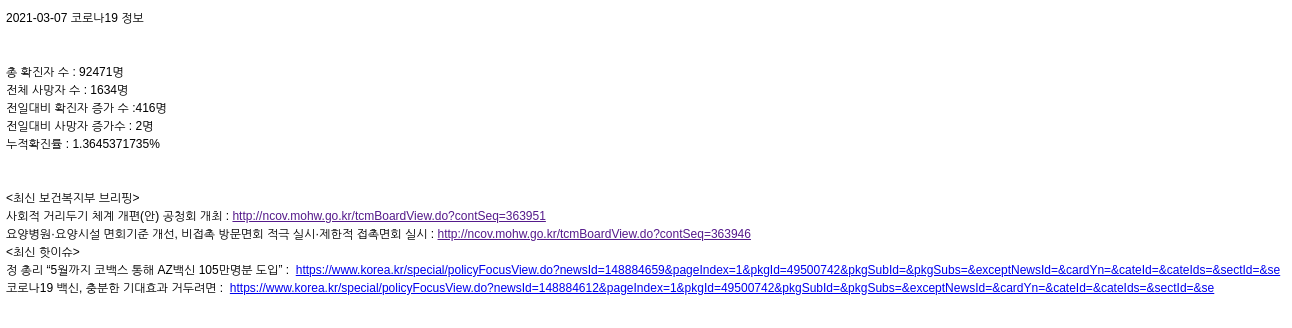 2021-03-07 코로나19 정보
총 확진자 수 : 92471명
전체 사망자 수 : 1634명
전일대비 확진자 증가 수 :416명
전일대비 사망자 증가수 : 2명
누적확진률 : 1.3645371735%
<최신 보건복지부 브리핑>
사회적 거리두기 체계 개편(안) 공청회 개최 : http://ncov.mohw.go.kr/tcmBoardView.do?contSeq=363951
요양병원·요양시설 면회기준 개선, 비접촉 방문면회 적극 실시·제한적 접촉면회 실시 : http://ncov.mohw.go.kr/tcmBoardView.do?contSeq=363946
<최신 핫이슈>
정 총리 “5월까지 코백스 통해 AZ백신 105만명분 도입” : https://www.korea.kr/special/policyFocusView.do?newsId=148884659&pageIndex=1&pkgId=49500742&pkgSubId=&pkgSubs=&exceptNewsId=&cardYn=&cateId=&cateIds=&sectId=&se
코로나19 백신, 충분한 기대효과 거두려면 : https://www.korea.kr/special/policyFocusView.do?newsId=148884612&pageIndex=1&pkgId=49500742&pkgSubId=&pkgSubs=&exceptNewsId=&cardYn=&cateId=&cateIds=&sectId=&se